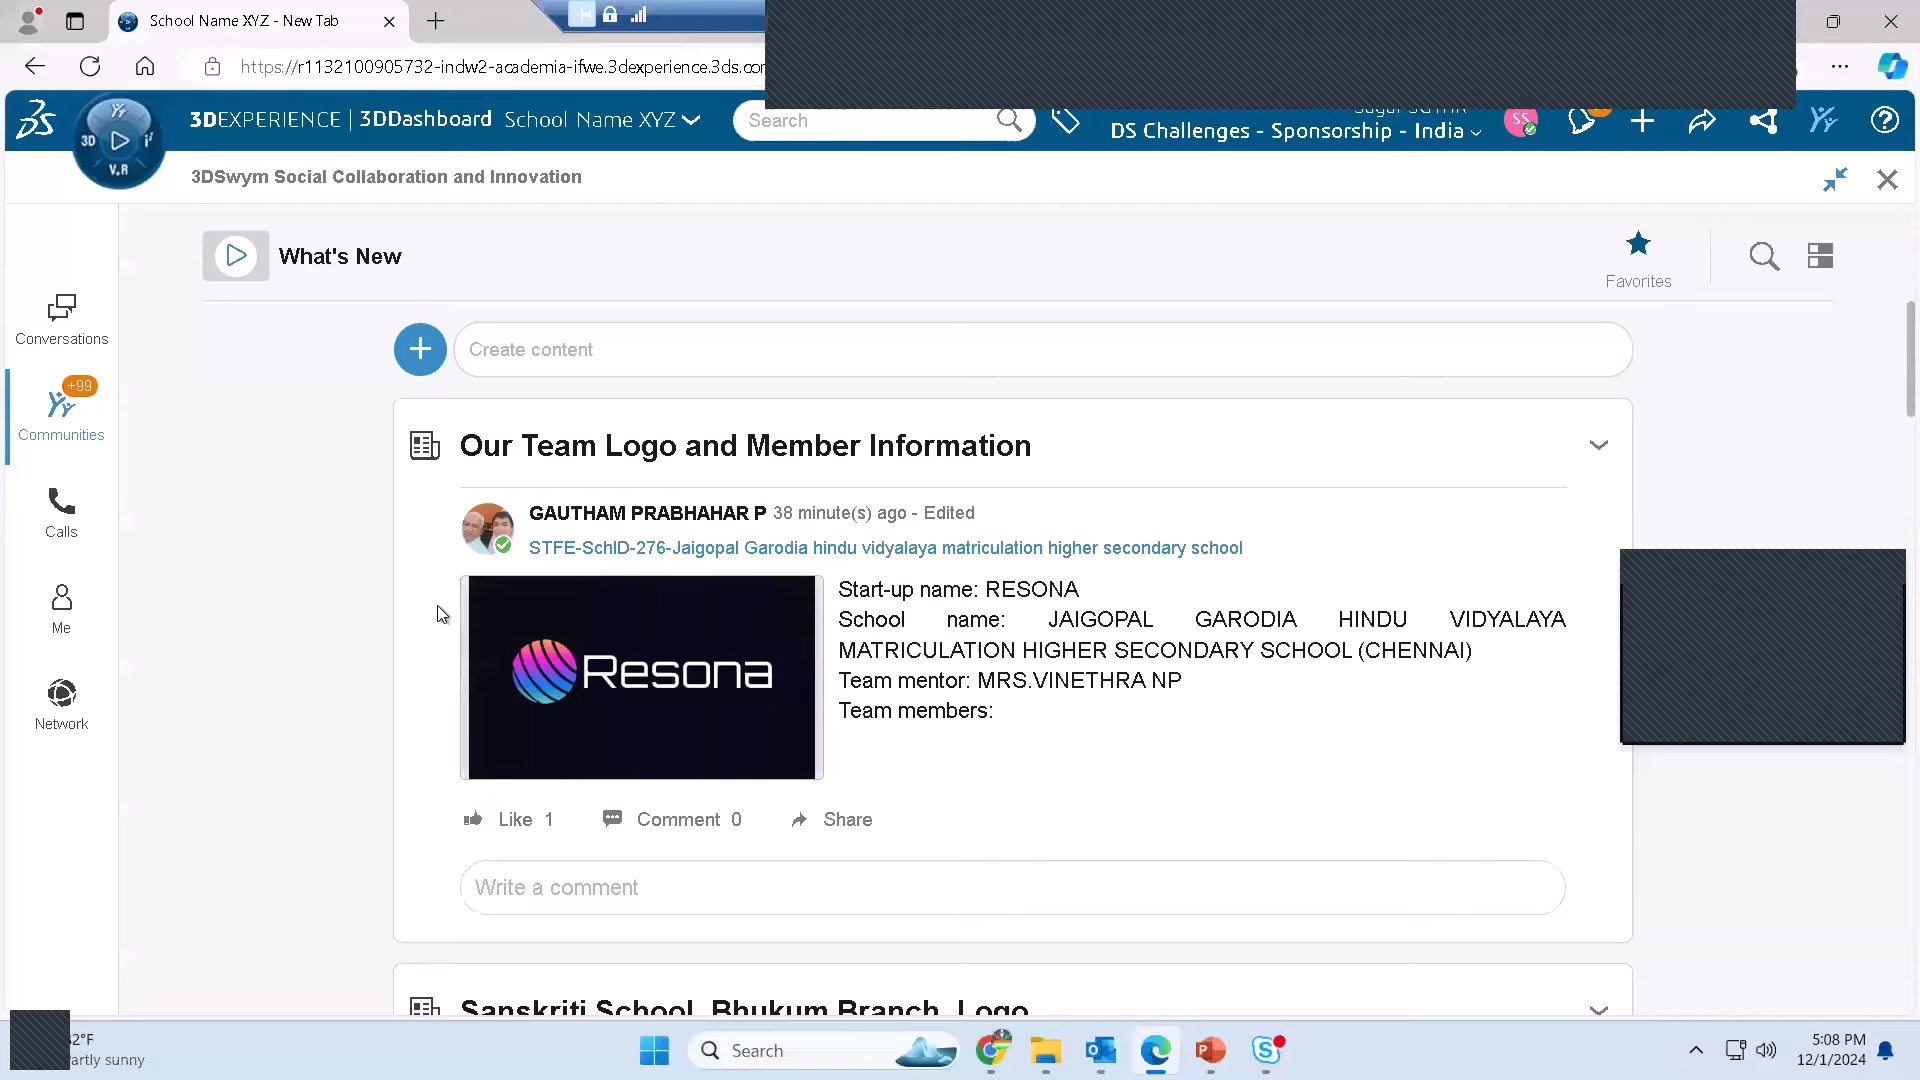 School Name XYZ - New Tab
https://r1132100905732-indw2-academia-ifwe.3dexperience.3ds.com
3DEXPERIENCE | 3DDashboard School Name XYZ
Search
DS Challenges - Sponsorship - India
SS
3D
V.R
3DSwym Social Collaboration and Innovation
What's New
Favorites
Conversations
+99
Communities
Calls
Me
Network
Create content
Our Team Logo and Member Information
GAUTHAM PRABHAHAR P 38 minute(s) ago - Edited
STFE-SchID-276-Jaigopal Garodia hindu vidyalaya matriculation higher secondary school
Resona
Start-up name: RESONA
School name: JAIGOPAL GARODIA HINDU VIDYALAYA
MATRICULATION HIGHER SECONDARY SCHOOL (CHENNAI)
Team mentor: MRS.VINETHRA NP
Team members:
Like 1
Comment 0
Share
Write a comment
Sanskriti School, Bhukum Branch, Logo
Search
5:08 PM
12/1/2024